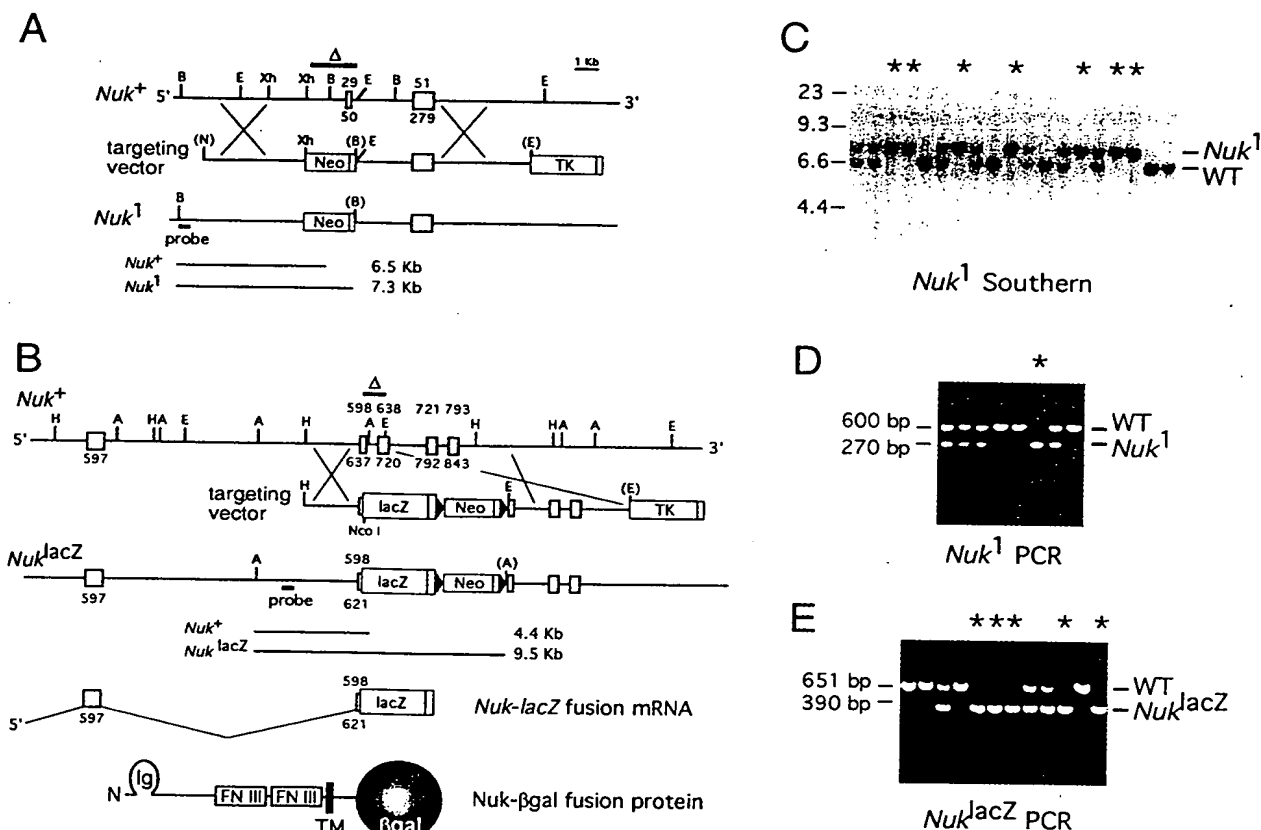 A
Δ
1 Kb
B E Xh Xh B 29 E B 51 E
Nuk+ 5' 3'
50 279
(N) Xh (B) E (E)
targeting vector Neo TK
B (B)
Nuk1 Neo
probe
Nuk+ 6.5 Kb
Nuk1 7.3 Kb
B
Δ
Nuk+ 598 638 721 793
H A HA E A H A E H HA A E
5' 3'
597 637 720 792 843
H E (E)
targeting vector lacZ Neo TK
Nco I
NuklacZ A 598 (A)
lacZ Neo
597 probe 621
Nuk+ 4.4 Kb
NuklacZ 9.5 Kb
598
lacZ Nuk-lacZ fusion mRNA
5' 597 621
Ig
N FN III FN III Nuk-βgal fusion protein
TM βgal
C
** * * * **
23
9.3
6.6
4.4
Nuk1
WT
Nuk1 Southern
D
*
600 bp WT
270 bp Nuk1
Nuk1 PCR
E
*** * *
651 bp WT
390 bp NuklacZ
NuklacZ PCR